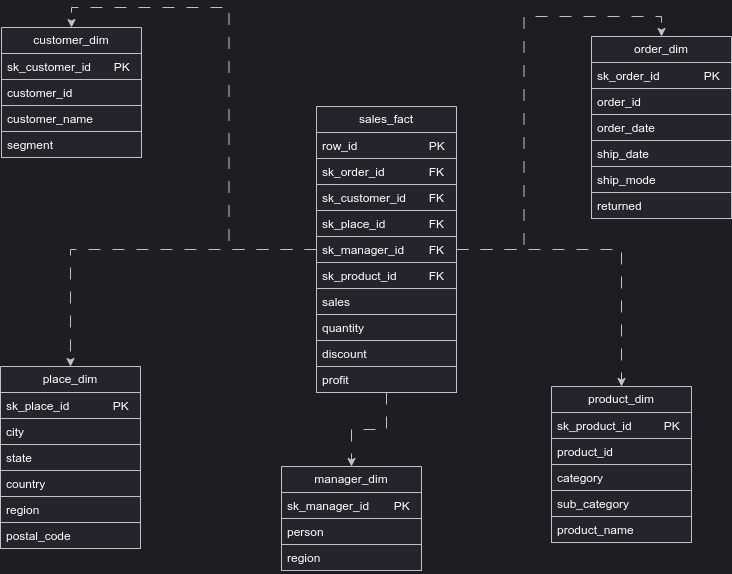 customer_dim
sk_customer_id PK
customer_id
customer_name
segment
order_dim
sk_order_id PK
order_id
order_date
ship_date
ship_mode
returned
sales_fact
row_id PK
sk_order_id FK
sk_customer_id FK
sk_place_id FK
sk_manager_id FK
sk_product_id FK
sales
quantity
discount
profit
place_dim
sk_place_id PK
city
state
country
region
postal_code
manager_dim
sk_manager_id PK
person
region
product_dim
sk_product_id PK
product_id
category
sub_category
product_name